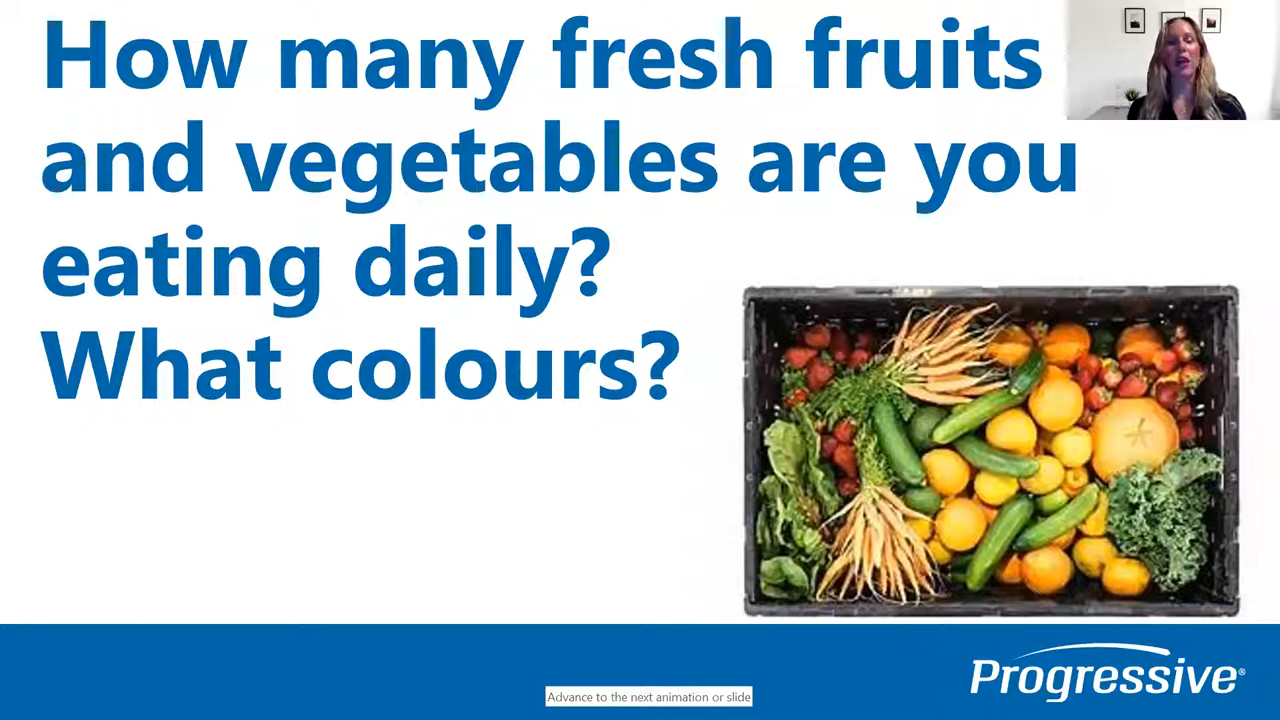 How many fresh fruits
and vegetables are you
eating daily?
What colours?
Progressive®
Advance to the next animation or slide